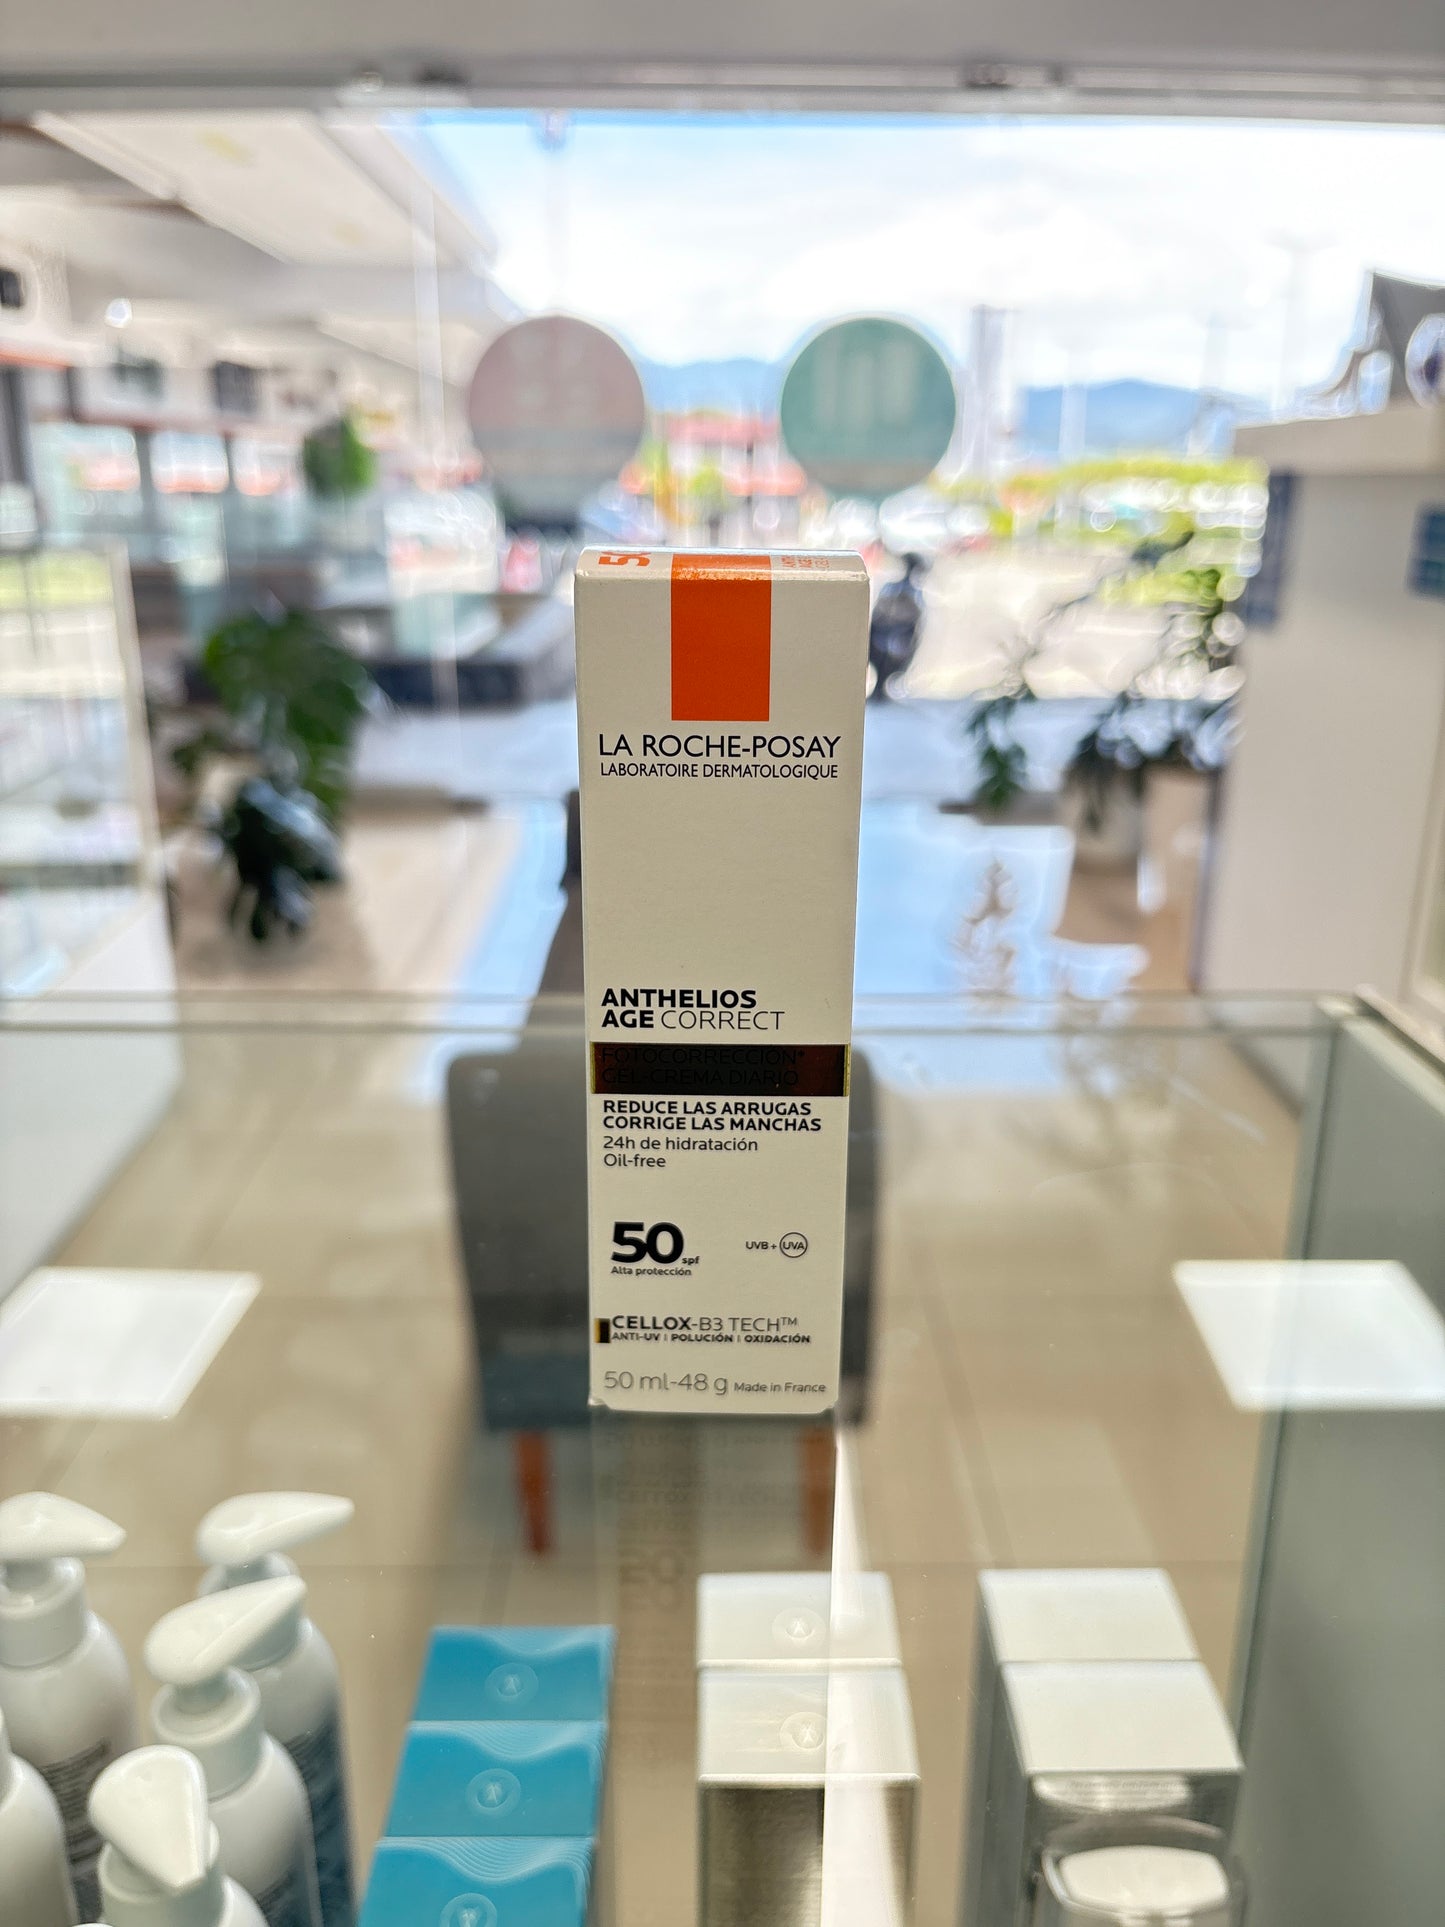 50
LA ROCHE-POSAY
LABORATOIRE DERMATOLOGIQUE
ANTHELIOS
AGE CORRECT
FOTOCORRECCIÓN*
GEL-CREMA DIARIO
REDUCE LAS ARRUGAS
CORRIGE LAS MANCHAS
24h de hidratación
Oil-free
50 spf
Alta protección
UVB + UVA
CELLOX-B3 TECH™
ANTI-UV | POLUCIÓN | OXIDACIÓN
50 ml-48 g Made in France